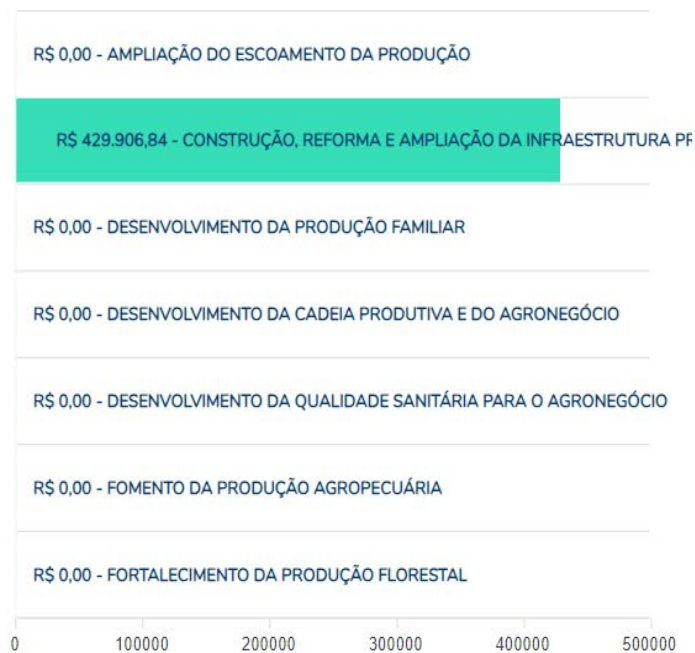 R$ 0,00 - AMPLIAÇÃO DO ESCOAMENTO DA PRODUÇÃO
R$ 429.906,84 - CONSTRUÇÃO, REFORMA E AMPLIAÇÃO DA INFRAESTRUTURA PR
R$ 0,00 - DESENVOLVIMENTO DA PRODUÇÃO FAMILIAR
R$ 0,00 - DESENVOLVIMENTO DA CADEIA PRODUTIVA E DO AGRONEGÓCIO
R$ 0,00 - DESENVOLVIMENTO DA QUALIDADE SANITÁRIA PARA O AGRONEGÓCIO
R$ 0,00 - FOMENTO DA PRODUÇÃO AGROPECUÁRIA
R$ 0,00 - FORTALECIMENTO DA PRODUÇÃO FLORESTAL
0 100000 200000 300000 400000 500000